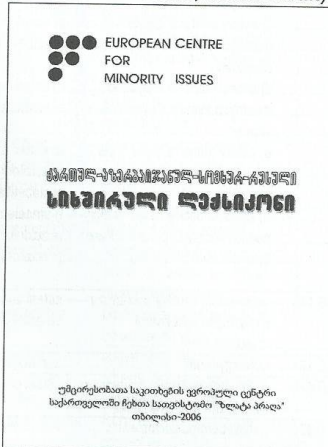 EUROPEAN CENTRE
FOR
MINORITY ISSUES
ქართულ-აზერბაიჯანულ-სომხურ-რუსული
სიხშირული ლექსიკონი
უმცირესობათა საკითხების ევროპული ცენტრი
საქართველოში ჩეხთა სათვისტომო "ზლატა პრაღა"
თბილისი-2006